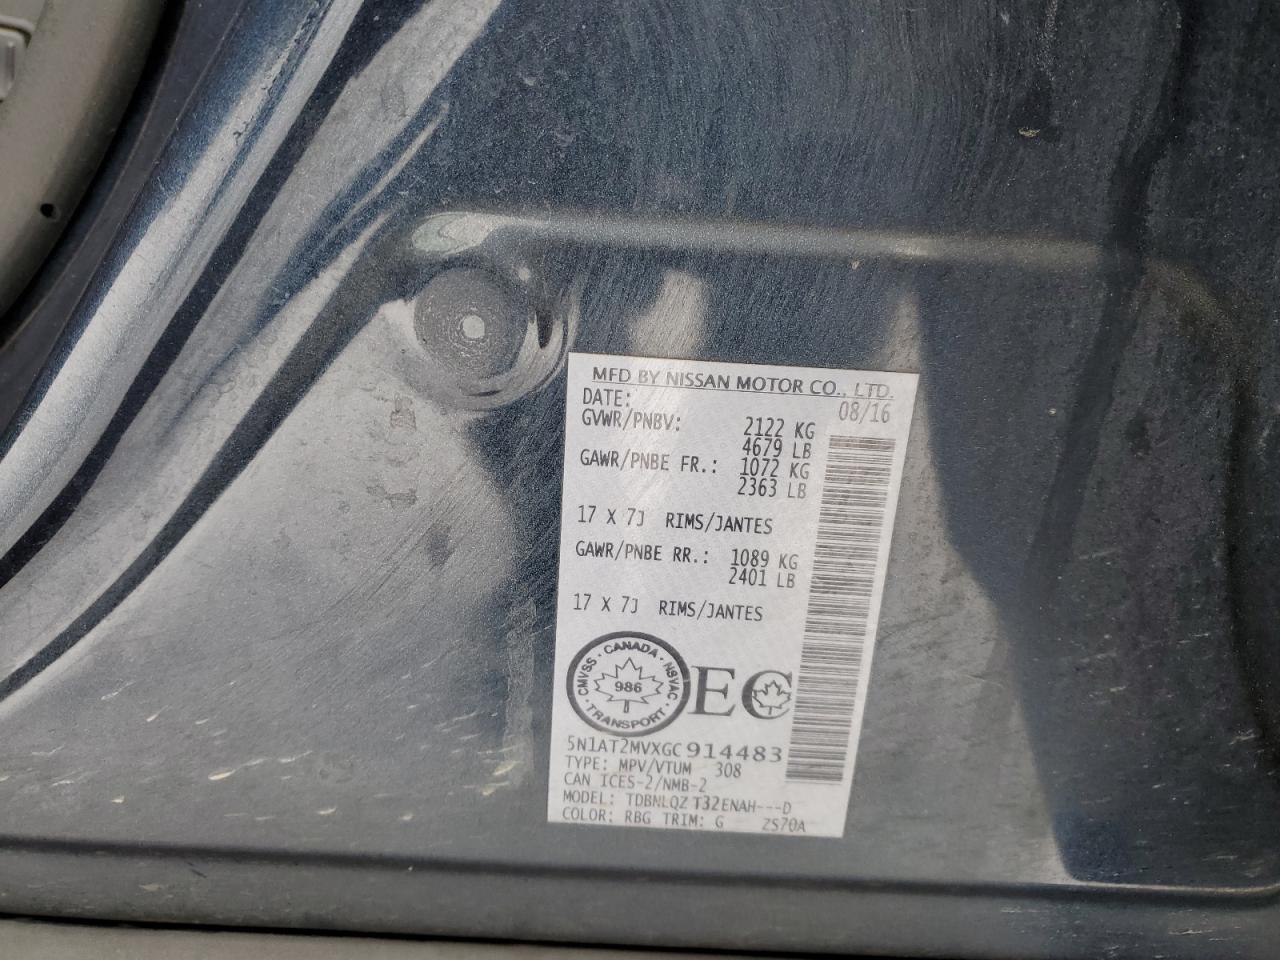 MFD BY NISSAN MOTOR CO., LTD.
DATE: 08/16
GVWR/PNBV: 2122 KG
4679 LB
GAWR/PNBE FR.: 1072 KG
2363 LB
17 X 7J RIMS/JANTES
GAWR/PNBE RR.: 1089 KG
2401 LB
17 X 7J RIMS/JANTES
CMVSS · CANADA · NSVAC
986
· TRANSPORT ·
EC
5N1AT2MVXGC914483
TYPE: MPV/VTUM 308
CAN ICES-2/NMB-2
MODEL: TDBNLQZ T32ENAH---D
COLOR: RBG TRIM: G ZS70A